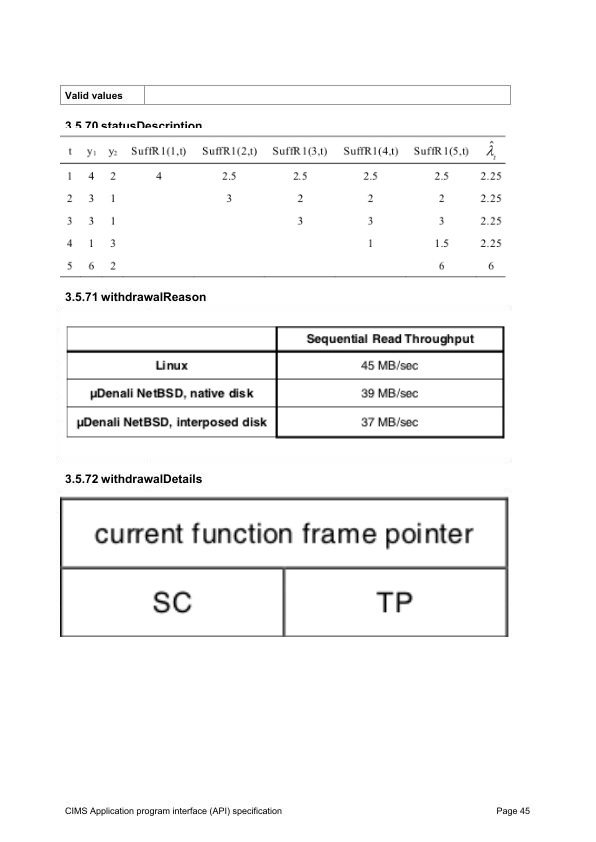 Valid values
3.5.70 statusDescription
t y1 y2 SuffR1(1,t) SuffR1(2,t) SuffR1(3,t) SuffR1(4,t) SuffR1(5,t) λ̂t
1 4 2 4 2.5 2.5 2.5 2.5 2.25
2 3 1 3 2 2 2 2.25
3 3 1 3 3 3 2.25
4 1 3 1 1.5 2.25
5 6 2 6 6
3.5.71 withdrawalReason
Sequential Read Throughput
Linux 45 MB/sec
µDenali NetBSD, native disk 39 MB/sec
µDenali NetBSD, interposed disk 37 MB/sec
3.5.72 withdrawalDetails
current function frame pointer
SC TP
CIMS Application program interface (API) specification Page 45